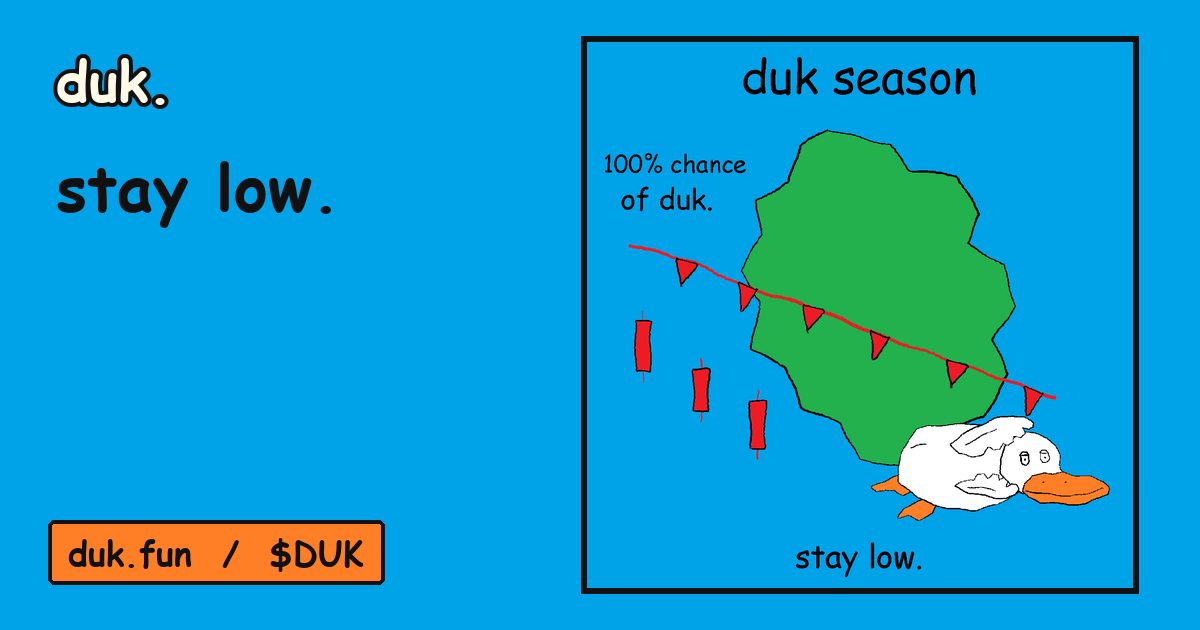 duk.
stay low.
duk.fun / $DUK
duk season
100% chance
of duk.
stay low.